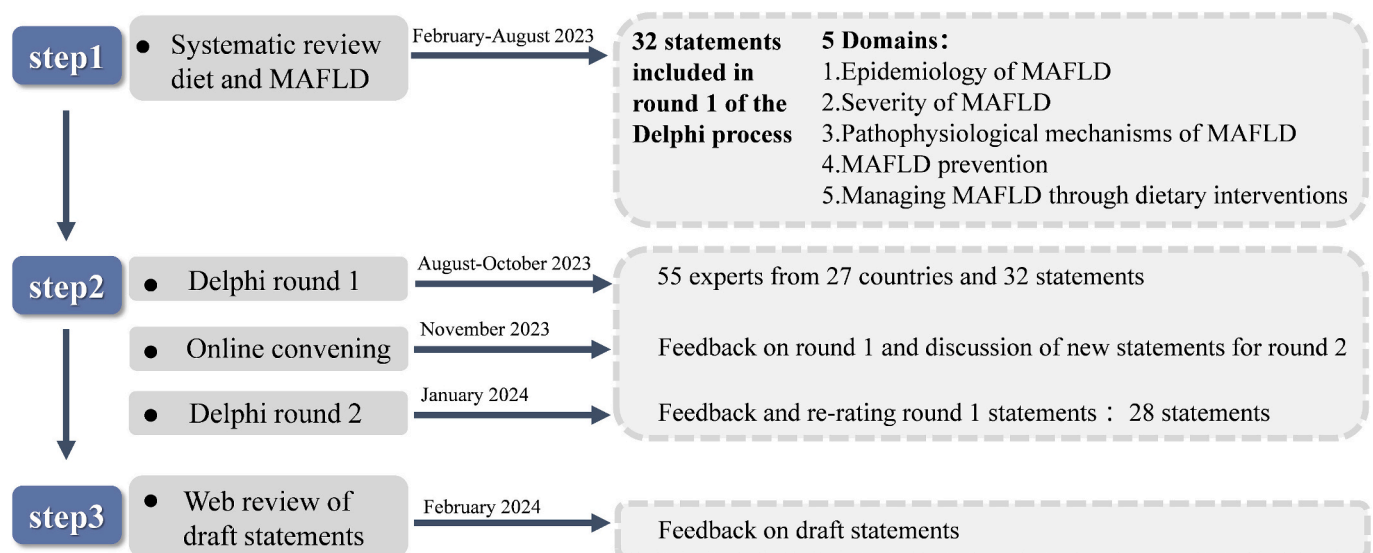 step1
● Systematic review
diet and MAFLD
February-August 2023
32 statements
included in
round 1 of the
Delphi process
5 Domains：
1.Epidemiology of MAFLD
2.Severity of MAFLD
3.Pathophysiological mechanisms of MAFLD
4.MAFLD prevention
5.Managing MAFLD through dietary interventions
step2
● Delphi round 1
August-October 2023
55 experts from 27 countries and 32 statements
● Online convening
November 2023
Feedback on round 1 and discussion of new statements for round 2
● Delphi round 2
January 2024
Feedback and re-rating round 1 statements： 28 statements
step3
● Web review of
draft statements
February 2024
Feedback on draft statements